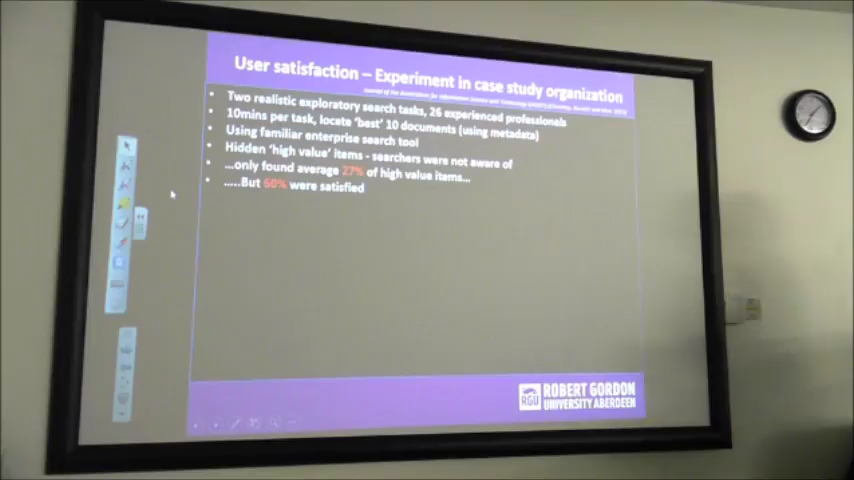 User satisfaction – Experiment in case study organization
Two realistic exploratory search tasks, 26 experienced professionals
10mins per task, locate 'best' 10 documents (using metadata)
Using familiar enterprise search tool
Hidden 'high value' items - searchers were not aware of
...only found average 27% of high value items...
.....But 60% were satisfied
RGU
ROBERT GORDON
UNIVERSITY ABERDEEN